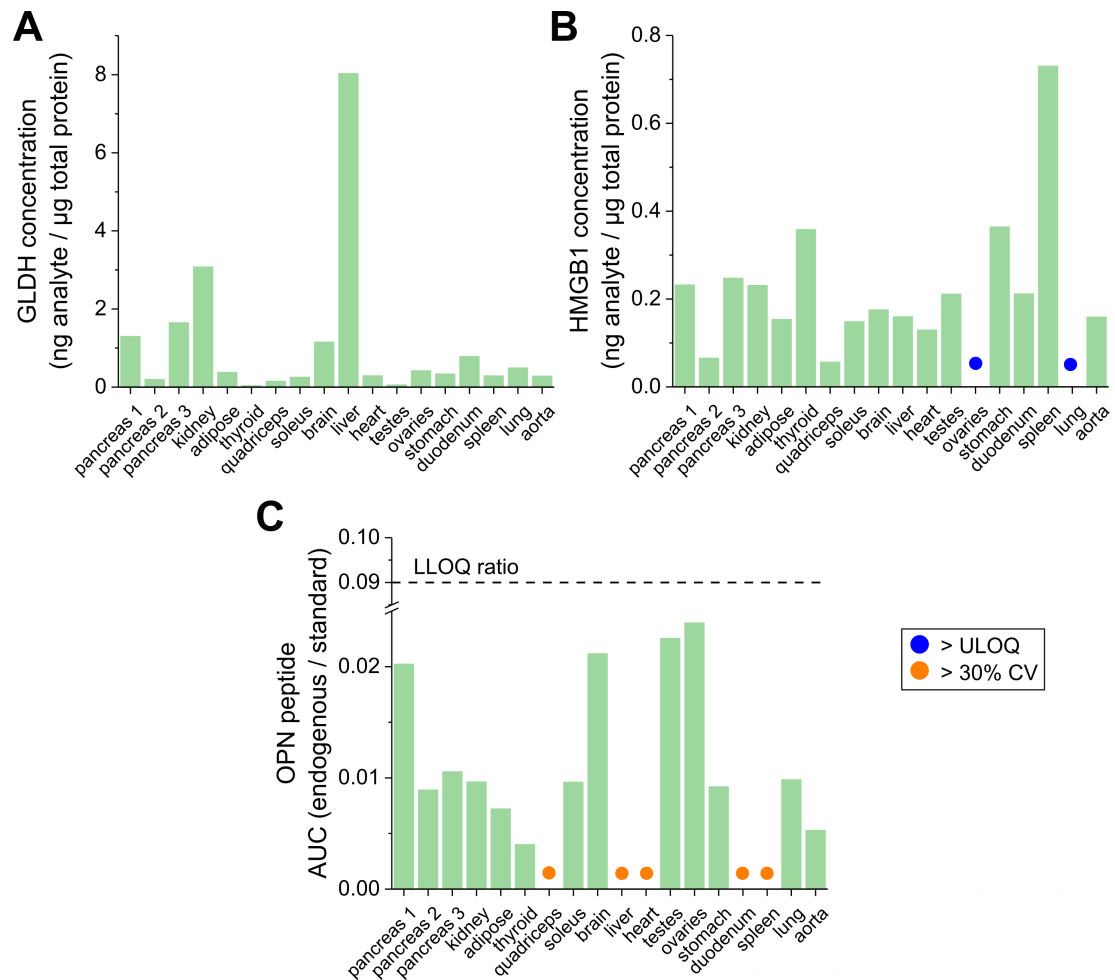 A
GLDH concentration
(ng analyte / µg total protein)
8
6
4
2
0
pancreas 1
pancreas 2
pancreas 3
kidney
adipose
thyroid
quadriceps
soleus
brain
liver
heart
testes
ovaries
stomach
duodenum
spleen
lung
aorta
B
HMGB1 concentration
(ng analyte / µg total protein)
0.8
0.6
0.4
0.2
0.0
pancreas 1
pancreas 2
pancreas 3
kidney
adipose
thyroid
quadriceps
soleus
brain
liver
heart
testes
ovaries
stomach
duodenum
spleen
lung
aorta
C
OPN peptide
AUC (endogenous / standard)
0.10
0.09
0.02
0.01
0.00
LLOQ ratio
pancreas 1
pancreas 2
pancreas 3
kidney
adipose
thyroid
quadriceps
soleus
brain
liver
heart
testes
ovaries
stomach
duodenum
spleen
lung
aorta
> ULOQ
> 30% CV